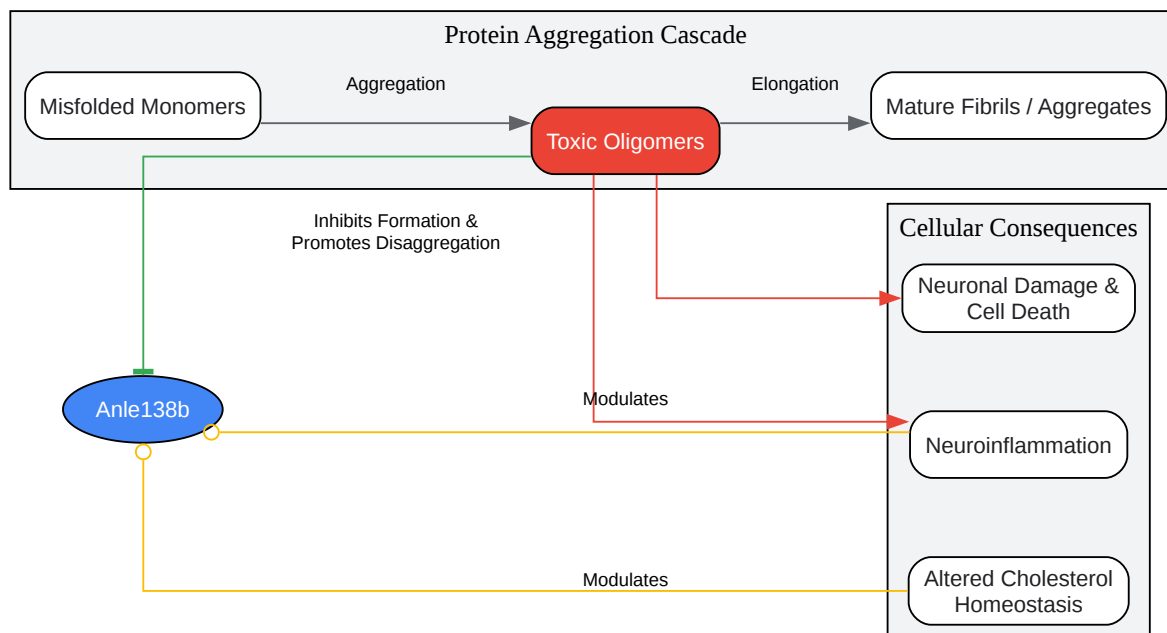 Protein Aggregation Cascade
Misfolded Monomers
Aggregation
Toxic Oligomers
Elongation
Mature Fibrils / Aggregates
Inhibits Formation &
Promotes Disaggregation
Cellular Consequences
Neuronal Damage &
Cell Death
Anle138b
Modulates
Neuroinflammation
Modulates
Altered Cholesterol
Homeostasis